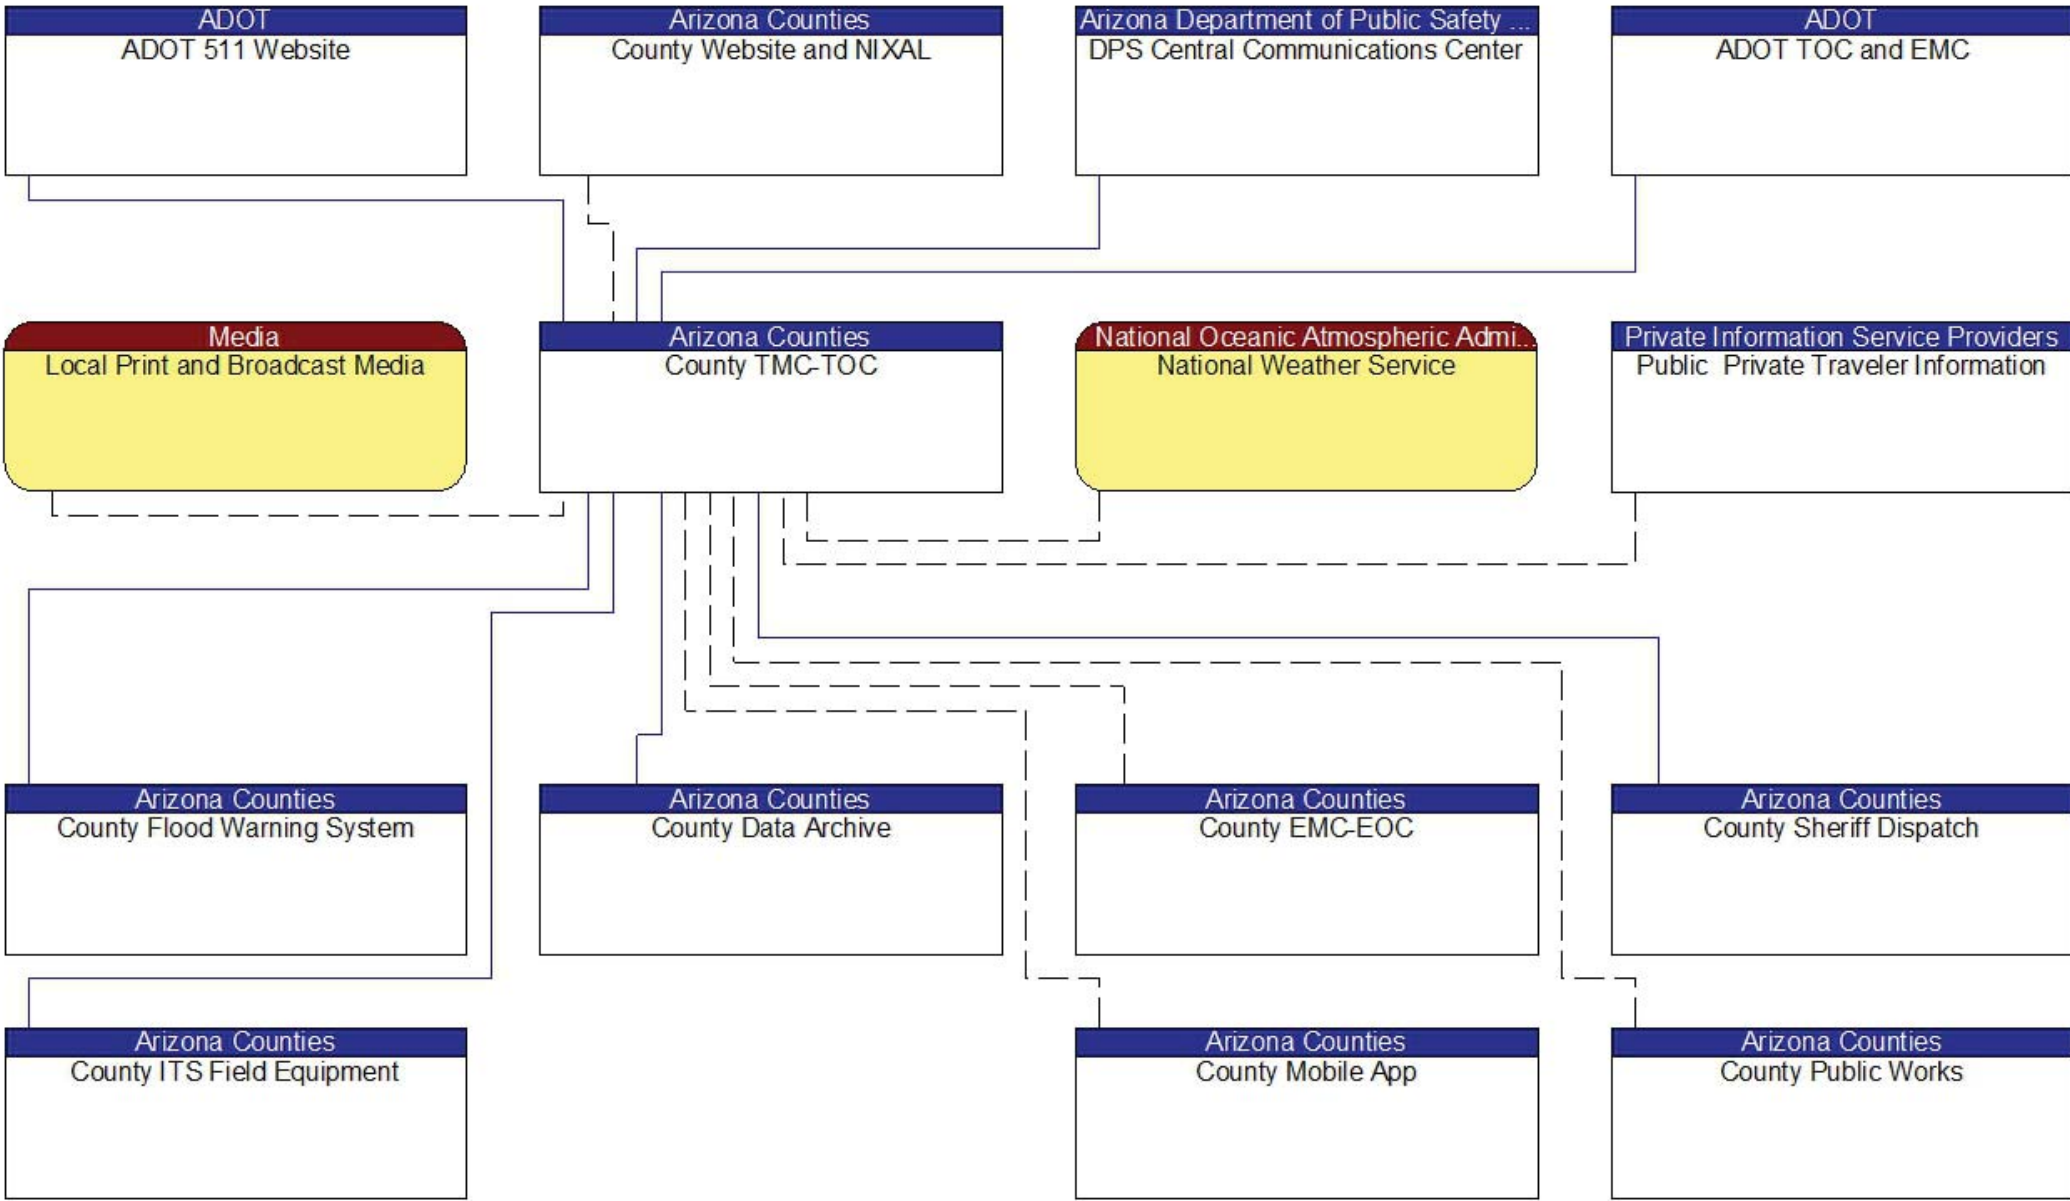 ADOT
ADOT 511 Website
Arizona Counties
County Website and NIXAL
Arizona Department of Public Safety ...
DPS Central Communications Center
ADOT
ADOT TOC and EMC
Media
Local Print and Broadcast Media
Arizona Counties
County TMC-TOC
National Oceanic Atmospheric Admi...
National Weather Service
Private Information Service Providers
Public  Private Traveler Information
Arizona Counties
County Flood Warning System
Arizona Counties
County Data Archive
Arizona Counties
County EMC-EOC
Arizona Counties
County Sheriff Dispatch
Arizona Counties
County ITS Field Equipment
Arizona Counties
County Mobile App
Arizona Counties
County Public Works